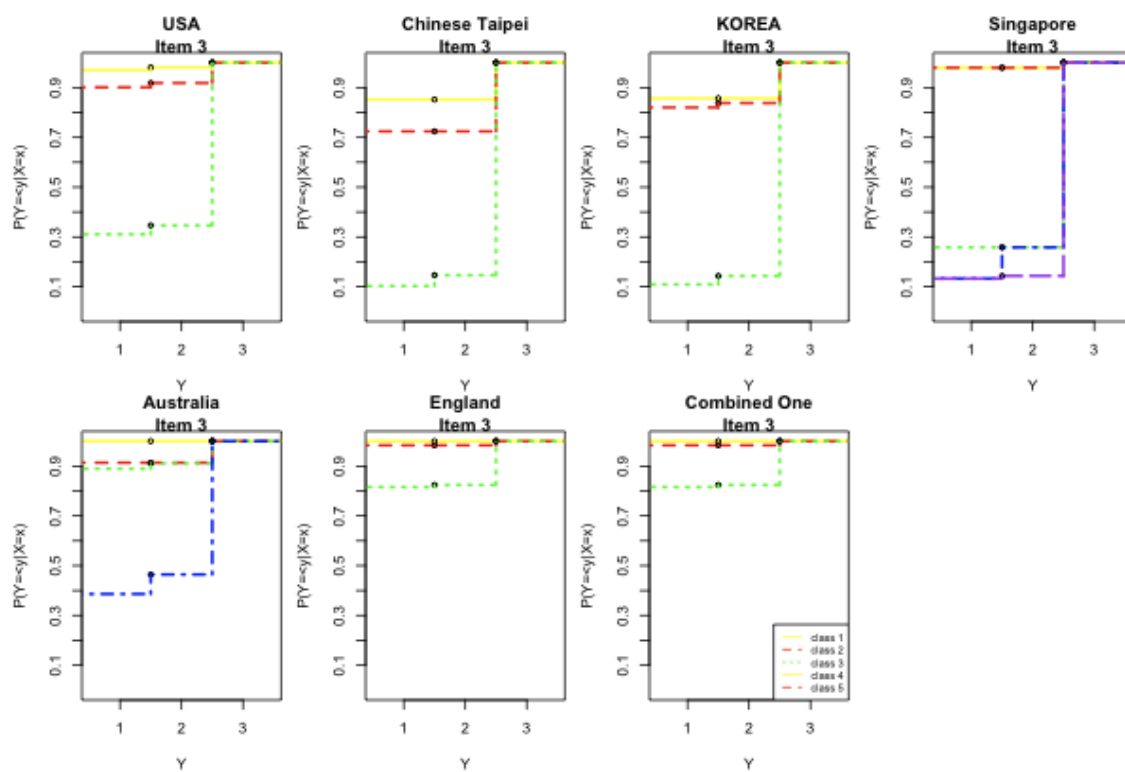 USA
Item 3
P(Y=<y|X=x)
0.1 0.3 0.5 0.7 0.9
1 2 3
Y
Chinese Taipei
Item 3
P(Y=<y|X=x)
0.1 0.3 0.5 0.7 0.9
1 2 3
Y
KOREA
Item 3
P(Y=<y|X=x)
0.1 0.3 0.5 0.7 0.9
1 2 3
Y
Singapore
Item 3
P(Y=<y|X=x)
0.1 0.3 0.5 0.7 0.9
1 2 3
Y
Australia
Item 3
P(Y=<y|X=x)
0.1 0.3 0.5 0.7 0.9
1 2 3
Y
England
Item 3
P(Y=<y|X=x)
0.1 0.3 0.5 0.7 0.9
1 2 3
Y
Combined One
Item 3
P(Y=<y|X=x)
0.1 0.3 0.5 0.7 0.9
1 2 3
Y
class 1
class 2
class 3
class 4
class 5